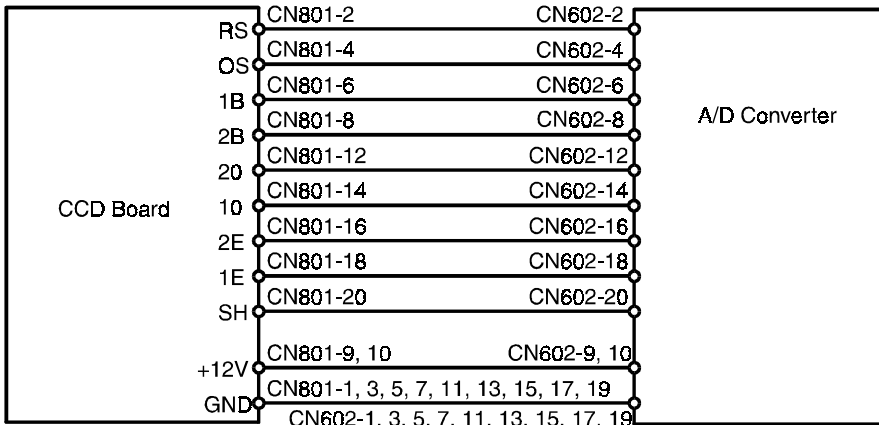 CN801-2 CN602-2
RS
CN801-4 CN602-4
OS
CN801-6 CN602-6
1B
A/D Converter
CN801-8 CN602-8
2B
CN801-12 CN602-12
20
CN801-14 CN602-14
10
CCD Board
CN801-16 CN602-16
2E
CN801-18 CN602-18
1E
CN801-20 CN602-20
SH
CN801-9, 10 CN602-9, 10
+12V
CN801-1, 3, 5, 7, 11, 13, 15, 17, 19
GND
CN602-1, 3, 5, 7, 11, 13, 15, 17, 19